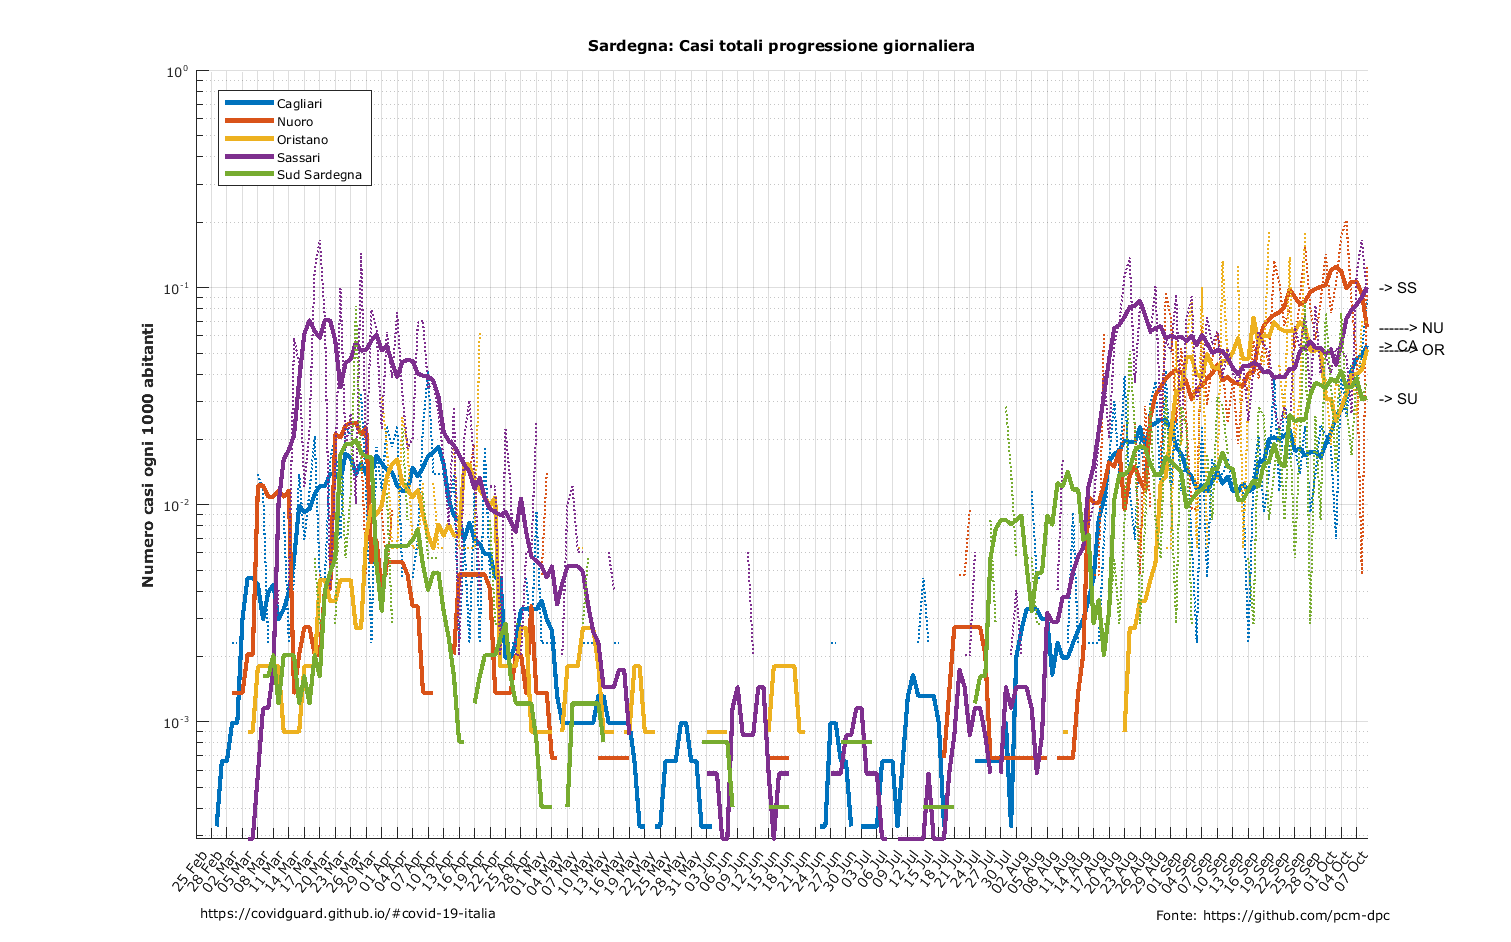 Sardegna: Casi totali progressione giornaliera
Numero casi ogni 1000 abitanti
10^0
10^-1
10^-2
10^-3
Cagliari
Nuoro
Oristano
Sassari
Sud Sardegna
-> SS
------> NU
-> CA
------> OR
-> SU
25 Feb
28 Feb
02 Mar
05 Mar
08 Mar
11 Mar
14 Mar
17 Mar
20 Mar
23 Mar
26 Mar
29 Mar
01 Apr
04 Apr
07 Apr
10 Apr
13 Apr
16 Apr
19 Apr
22 Apr
25 Apr
28 Apr
01 May
04 May
07 May
10 May
13 May
16 May
19 May
22 May
25 May
28 May
31 May
03 Jun
06 Jun
09 Jun
12 Jun
15 Jun
18 Jun
21 Jun
24 Jun
27 Jun
30 Jun
03 Jul
06 Jul
09 Jul
12 Jul
15 Jul
18 Jul
21 Jul
24 Jul
27 Jul
30 Jul
02 Aug
05 Aug
08 Aug
11 Aug
14 Aug
17 Aug
20 Aug
23 Aug
26 Aug
29 Aug
01 Sep
04 Sep
07 Sep
10 Sep
13 Sep
16 Sep
19 Sep
22 Sep
25 Sep
28 Sep
01 Oct
04 Oct
07 Oct
https://covidguard.github.io/#covid-19-italia
Fonte: https://github.com/pcm-dpc